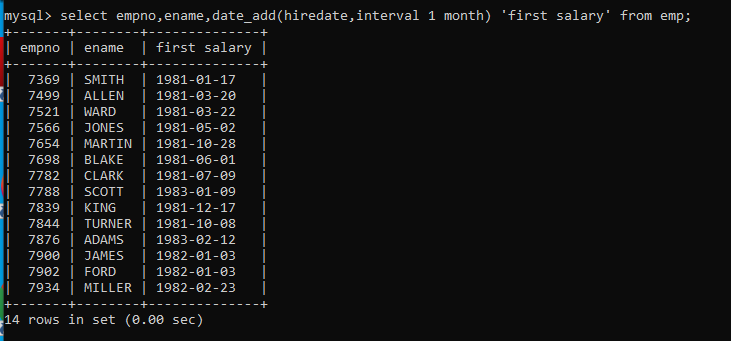 mysql> select empno,ename,date_add(hiredate,interval 1 month) 'first salary' from emp;
+-------+--------+--------------+
| empno | ename  | first salary |
+-------+--------+--------------+
|  7369 | SMITH  | 1981-01-17   |
|  7499 | ALLEN  | 1981-03-20   |
|  7521 | WARD   | 1981-03-22   |
|  7566 | JONES  | 1981-05-02   |
|  7654 | MARTIN | 1981-10-28   |
|  7698 | BLAKE  | 1981-06-01   |
|  7782 | CLARK  | 1981-07-09   |
|  7788 | SCOTT  | 1983-01-09   |
|  7839 | KING   | 1981-12-17   |
|  7844 | TURNER | 1981-10-08   |
|  7876 | ADAMS  | 1983-02-12   |
|  7900 | JAMES  | 1982-01-03   |
|  7902 | FORD   | 1982-01-03   |
|  7934 | MILLER | 1982-02-23   |
+-------+--------+--------------+
14 rows in set (0.00 sec)